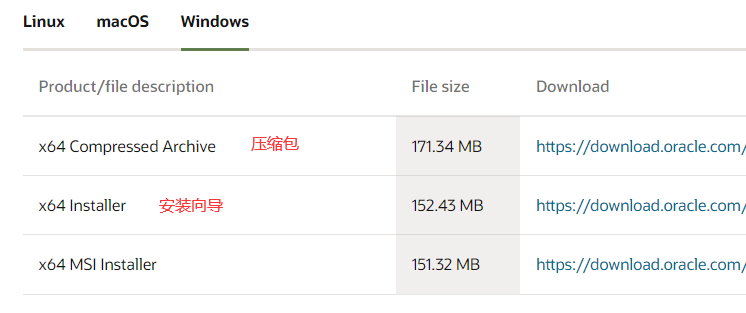 Linux macOS Windows
Product/file description File size Download
x64 Compressed Archive 压缩包 171.34 MB https://download.oracle.com/
x64 Installer 安装向导 152.43 MB https://download.oracle.com/
x64 MSI Installer 151.32 MB https://download.oracle.com/